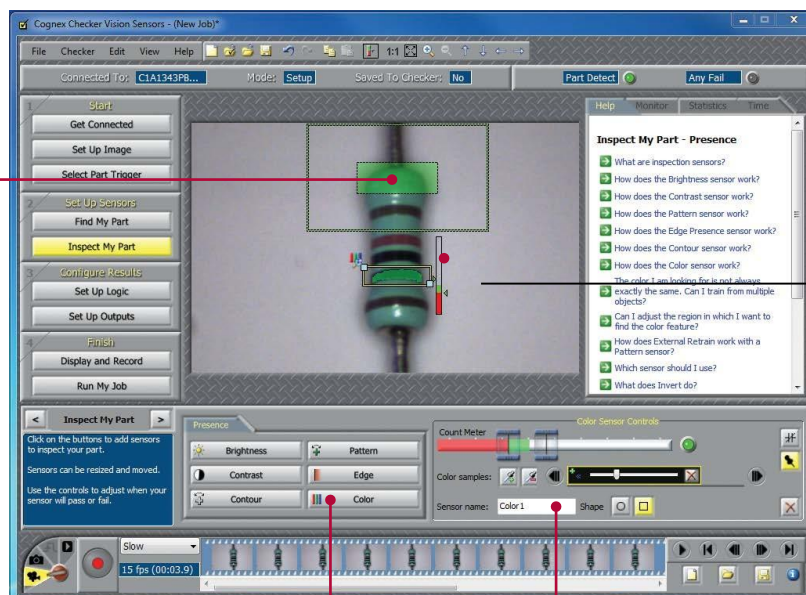 Cognex Checker Vision Sensors - (New Job)*
File Checker Edit View Help 1:1
Connected To: C1A1343PB... Mode: Setup Saved To Checker: No Part Detect Any Fail
1 Start
Get Connected
Set Up Image
Select Part Trigger
2 Set Up Sensors
Find My Part
Inspect My Part
3 Configure Results
Set Up Logic
Set Up Outputs
4 Finish
Display and Record
Run My Job
Help Monitor Statistics Time
Inspect My Part - Presence
What are inspection sensors?
How does the Brightness sensor work?
How does the Contrast sensor work?
How does the Pattern sensor work?
How does the Edge Presence sensor work?
How does the Contour sensor work?
How does the Color sensor work?
The color I am looking for is not always
exactly the same. Can I train from multiple
objects?
Can I adjust the region in which I want to
find the color feature?
How does External Retrain work with a
Pattern sensor?
Which sensor should I use?
What does Invert do?
< Inspect My Part >
Click on the buttons to add sensors
to inspect your part.
Sensors can be resized and moved.
Use the controls to adjust when your
sensor will pass or fail.
Presence
Brightness Pattern
Contrast Edge
Contour Color
Color Sensor Controls
Count Meter
Color samples:
Sensor name: Color1 Shape
Slow
15 fps (00:03.9)